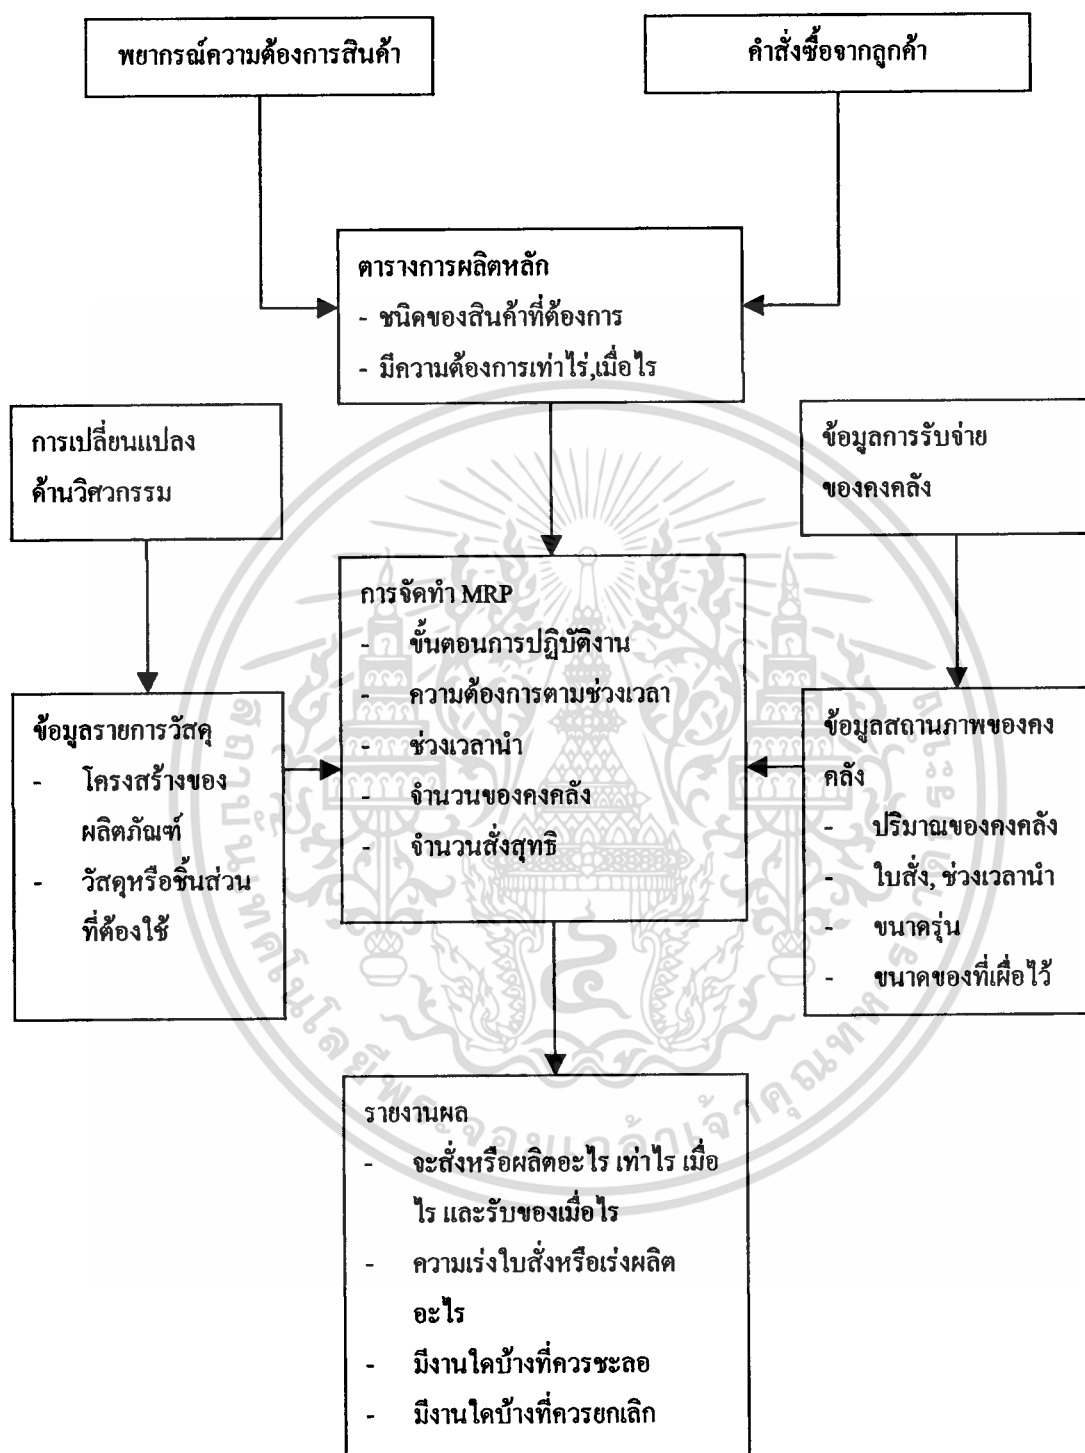 พยากรณ์ความต้องการสินค้า
คำสั่งซื้อจากลูกค้า
ตารางการผลิตหลัก
- ชนิดของสินค้าที่ต้องการ
- มีความต้องการเท่าไร่,เมื่อไร
การเปลี่ยนแปลง
ด้านวิศวกรรม
ข้อมูลการรับจ่าย
ของคงคลัง
การจัดทำ MRP
- ขั้นตอนการปฏิบัติงาน
- ความต้องการตามช่วงเวลา
- ช่วงเวลานำ
- จำนวนของคงคลัง
- จำนวนสั่งสุทธิ
ข้อมูลรายการวัสดุ
- โครงสร้างของ
ผลิตภัณฑ์
- วัสดุหรือชิ้นส่วน
ที่ต้องใช้
ข้อมูลสถานภาพของคง
คลัง
- ปริมาณของคงคลัง
- ใบสั่ง, ช่วงเวลานำ
- ขนาดรุ่น
- ขนาดของที่เผื่อไว้
รายงานผล
- จะสั่งหรือผลิตอะไร เท่าไร เมื่อ
ไร และรับของเมื่อไร
- ความเร่งใบสั่งหรือเร่งผลิต
อะไร
- มีงานใดบ้างที่ควรชะลอ
- มีงานใดบ้างที่ควรยกเลิก